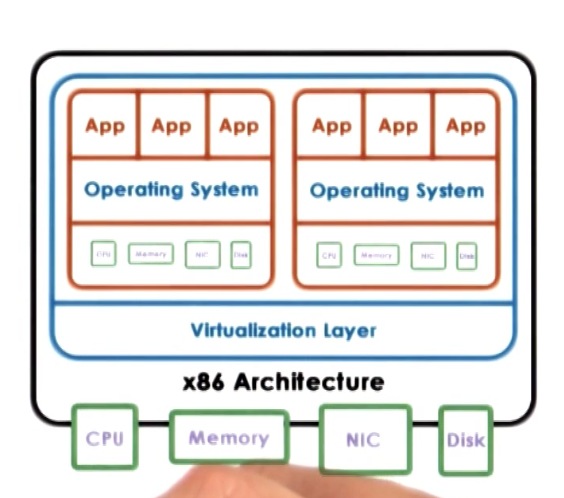 App App App App App App
Operating System Operating System
CPU Memory NIC Disk CPU Memory NIC Disk
Virtualization Layer
x86 Architecture
CPU Memory NIC Disk